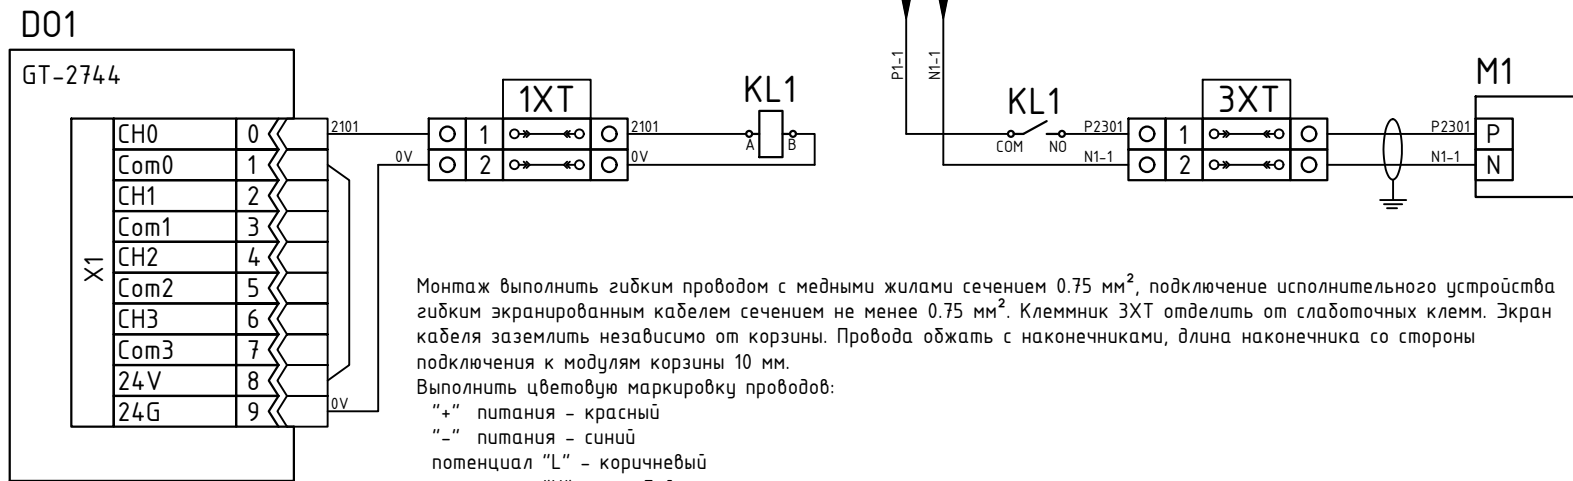 DO1
GT-2744
X1
CH0 0
Com0 1
CH1 2
Com1 3
CH2 4
Com2 5
CH3 6
Com3 7
24V 8
24G 9
2101
0V
0V
1XT
1
2
2101
0V
KL1
A B
P1-1
N1-1
KL1
COM NO
P2301
N1-1
3XT
1
2
P2301
N1-1
M1
P
N
Монтаж выполнить гибким проводом с медными жилами сечением 0.75 мм², подключение исполнительного устройства
гибким экранированным кабелем сечением не менее 0.75 мм². Клеммник 3XT отделить от слаботочных клемм. Экран
кабеля заземлить независимо от корзины. Провода обжать с наконечниками, длина наконечника со стороны
подключения к модулям корзины 10 мм.
Выполнить цветовую маркировку проводов:
"+" питания - красный
"-" питания - синий
потенциал "L" - коричневый